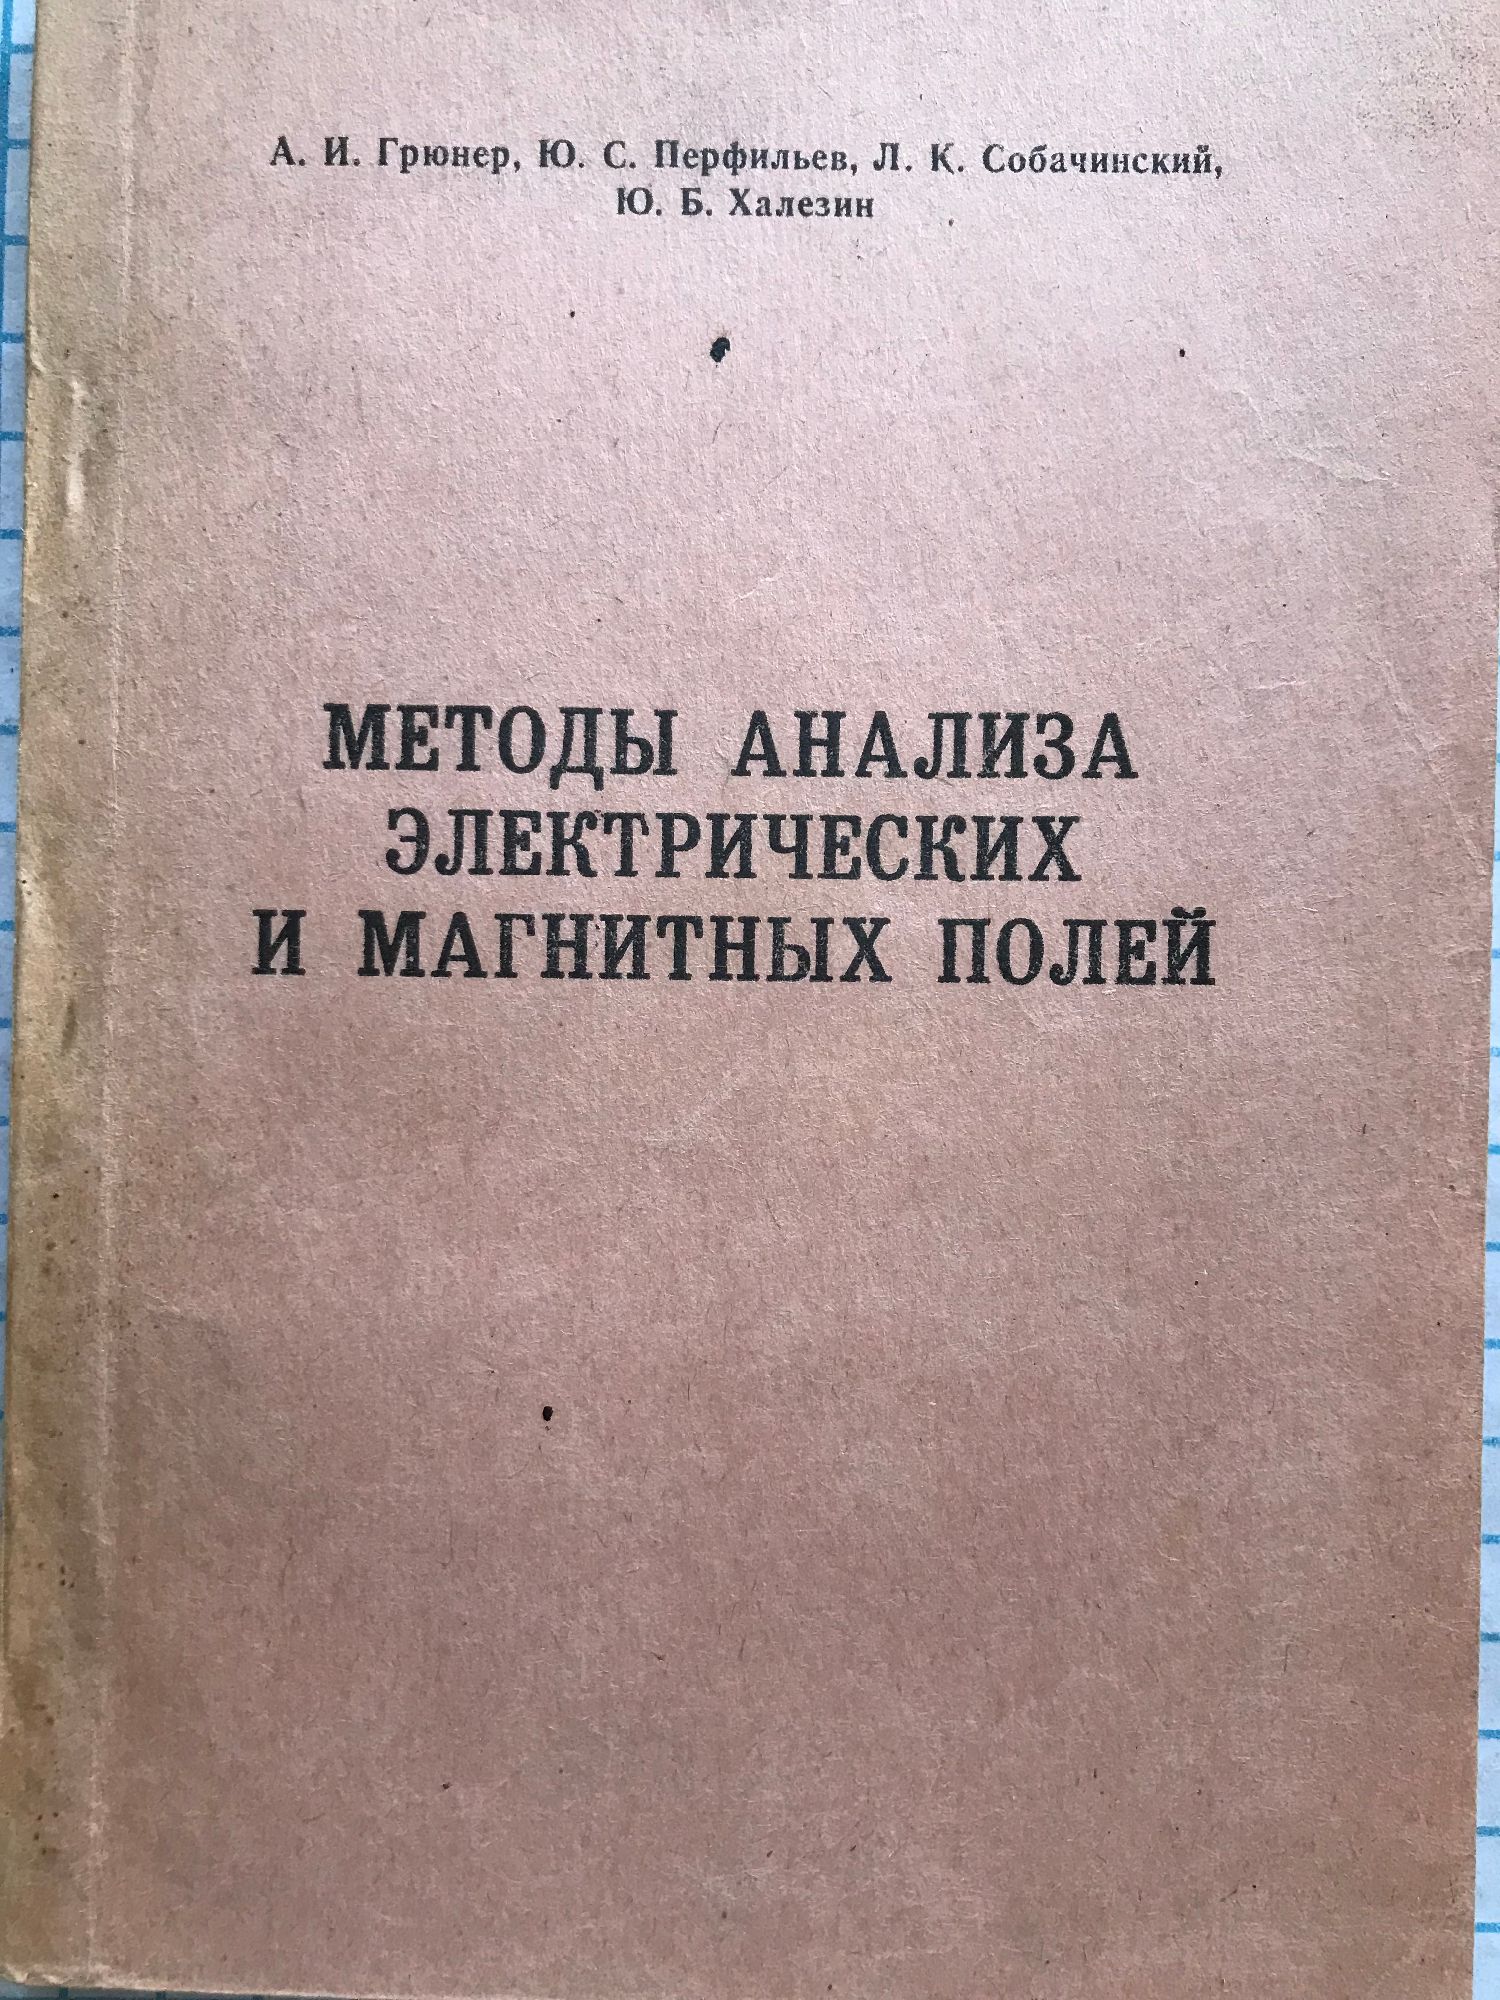 А. И. Грюнер, Ю. С. Перфильев, Л. К. Собачинский,
Ю. Б. Халезин
МЕТОДЫ АНАЛИЗА
ЭЛЕКТРИЧЕСКИХ
И МАГНИТНЫХ ПОЛЕЙ